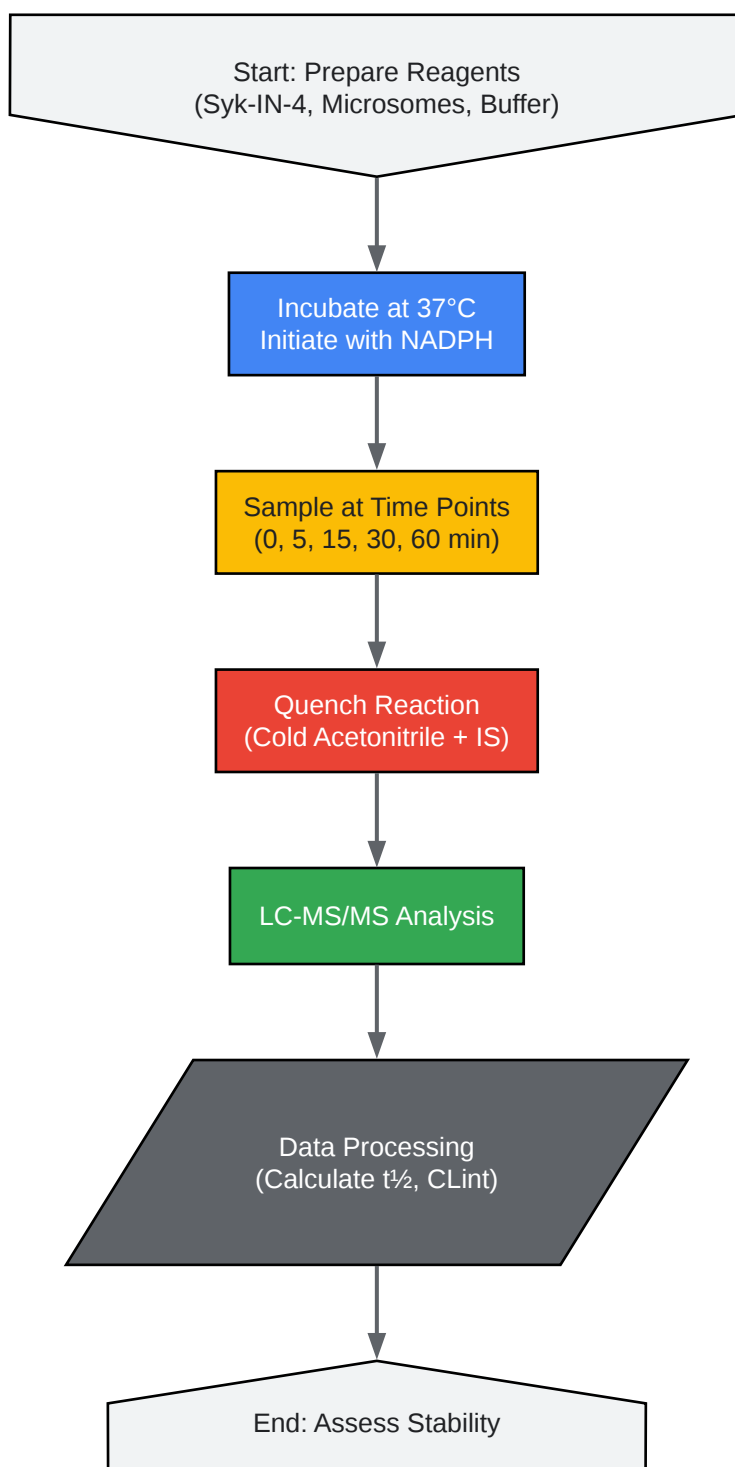 Start: Prepare Reagents
(Syk-IN-4, Microsomes, Buffer)
Incubate at 37°C
Initiate with NADPH
Sample at Time Points
(0, 5, 15, 30, 60 min)
Quench Reaction
(Cold Acetonitrile + IS)
LC-MS/MS Analysis
Data Processing
(Calculate t½, CLint)
End: Assess Stability